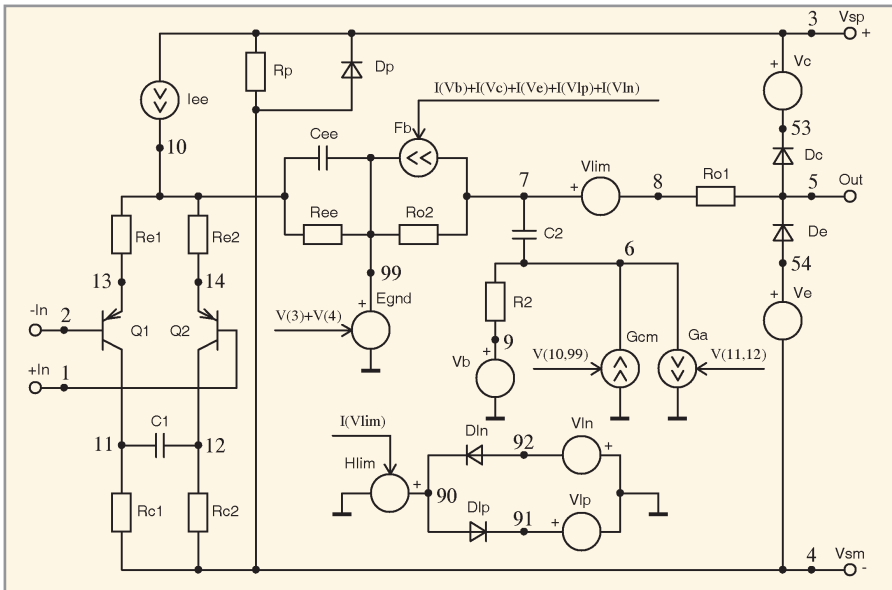 3
Vsp
+
Rp
Dp
+
Vc
Iee
I(Vb)+I(Vc)+I(Ve)+I(Vlp)+I(Vln)
10
Cee
Fb
53
Dc
Vlim
7
+
8
Ro1
5
Out
Re1
Re2
Ree
Ro2
C2
De
13
14
99
6
54
-In
2
Q1
Q2
V(3)+V(4)
+
Egnd
R2
9
+
Vb
Gcm
Ga
V(10,99)
V(11,12)
+
Ve
+In
1
11
C1
12
I(Vlim)
Hlim
+
90
Dln
92
Vln
+
Dlp
91
+
Vlp
Rc1
Rc2
4
Vsm
-